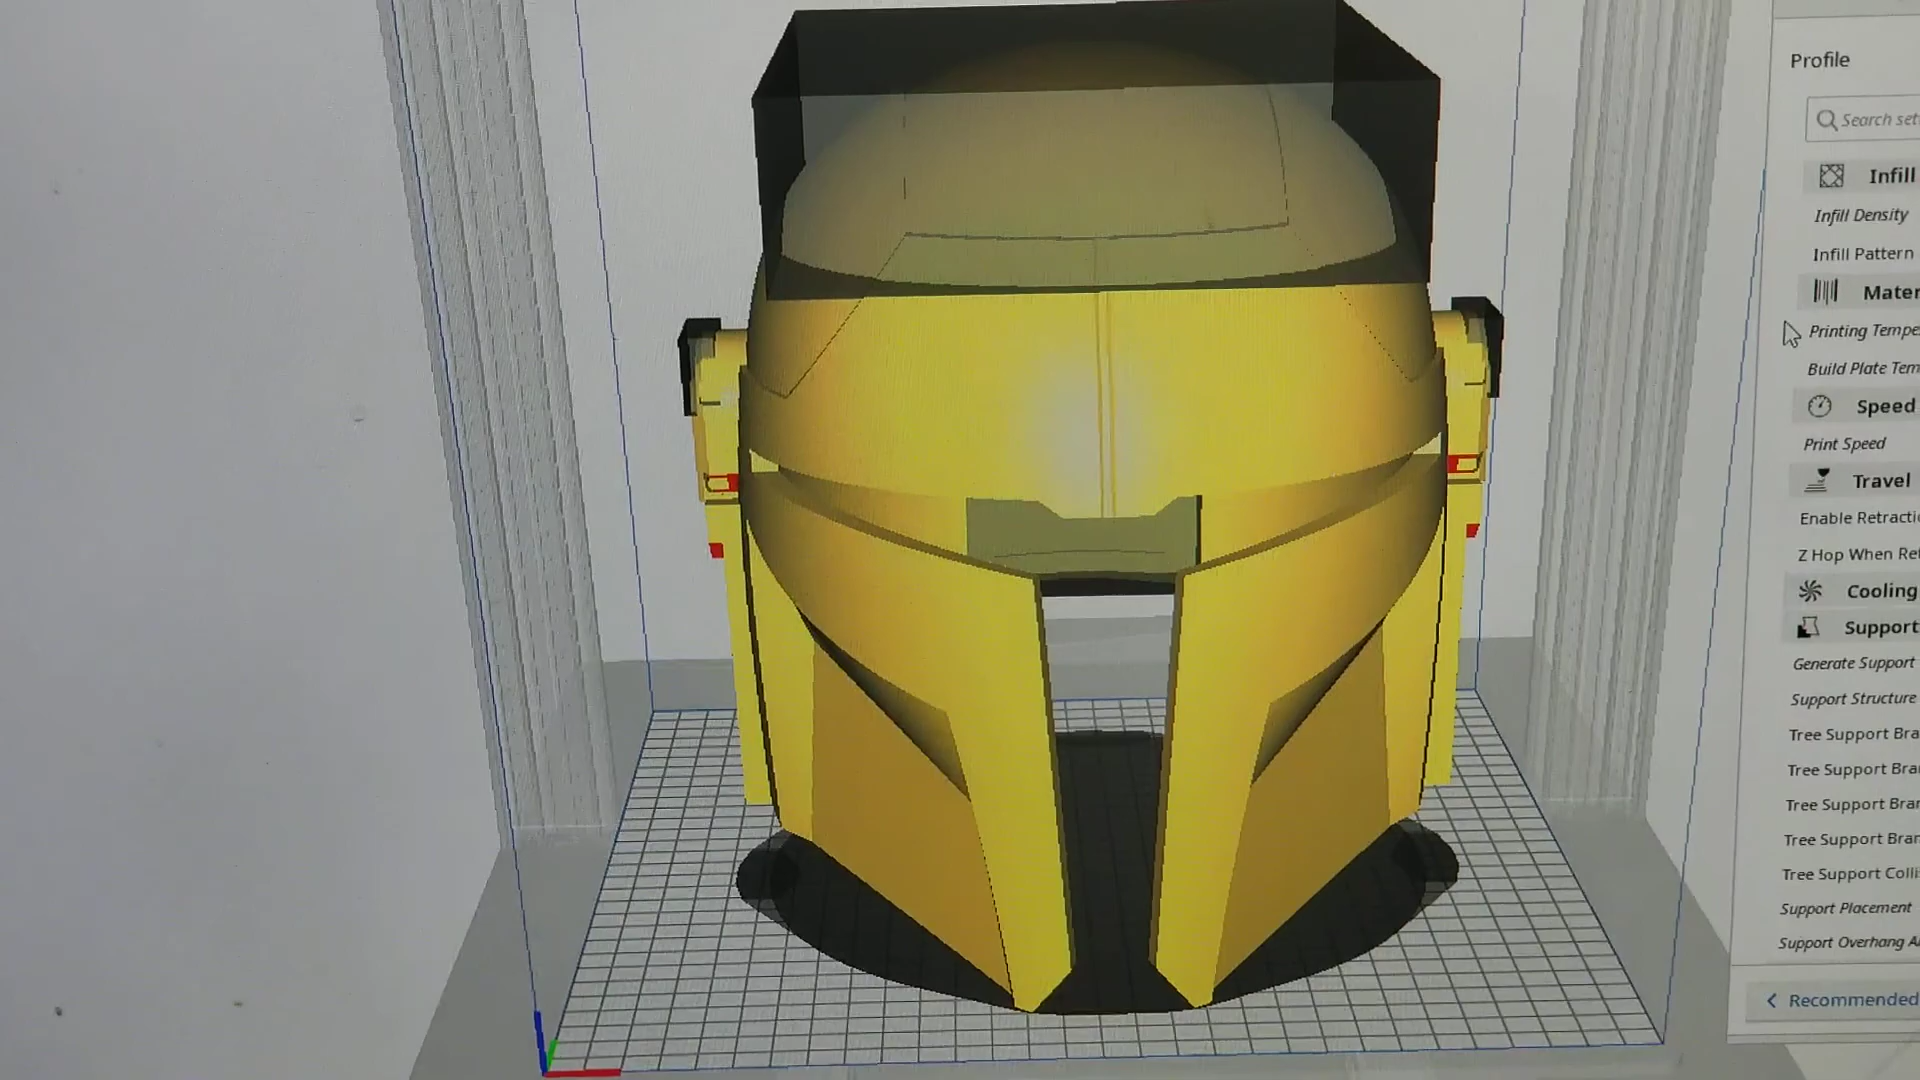 Profile
Search set
Infill
Infill Density
Infill Pattern
Mater
Printing Tempe
Build Plate Tem
Speed
Print Speed
Travel
Enable Retracti
Z Hop When Ret
Cooling
Support
Generate Support
Support Structure
Tree Support Bra
Tree Support Bra
Tree Support Bra
Tree Support Bra
Tree Support Colli
Support Placement
Support Overhang A
Recommended